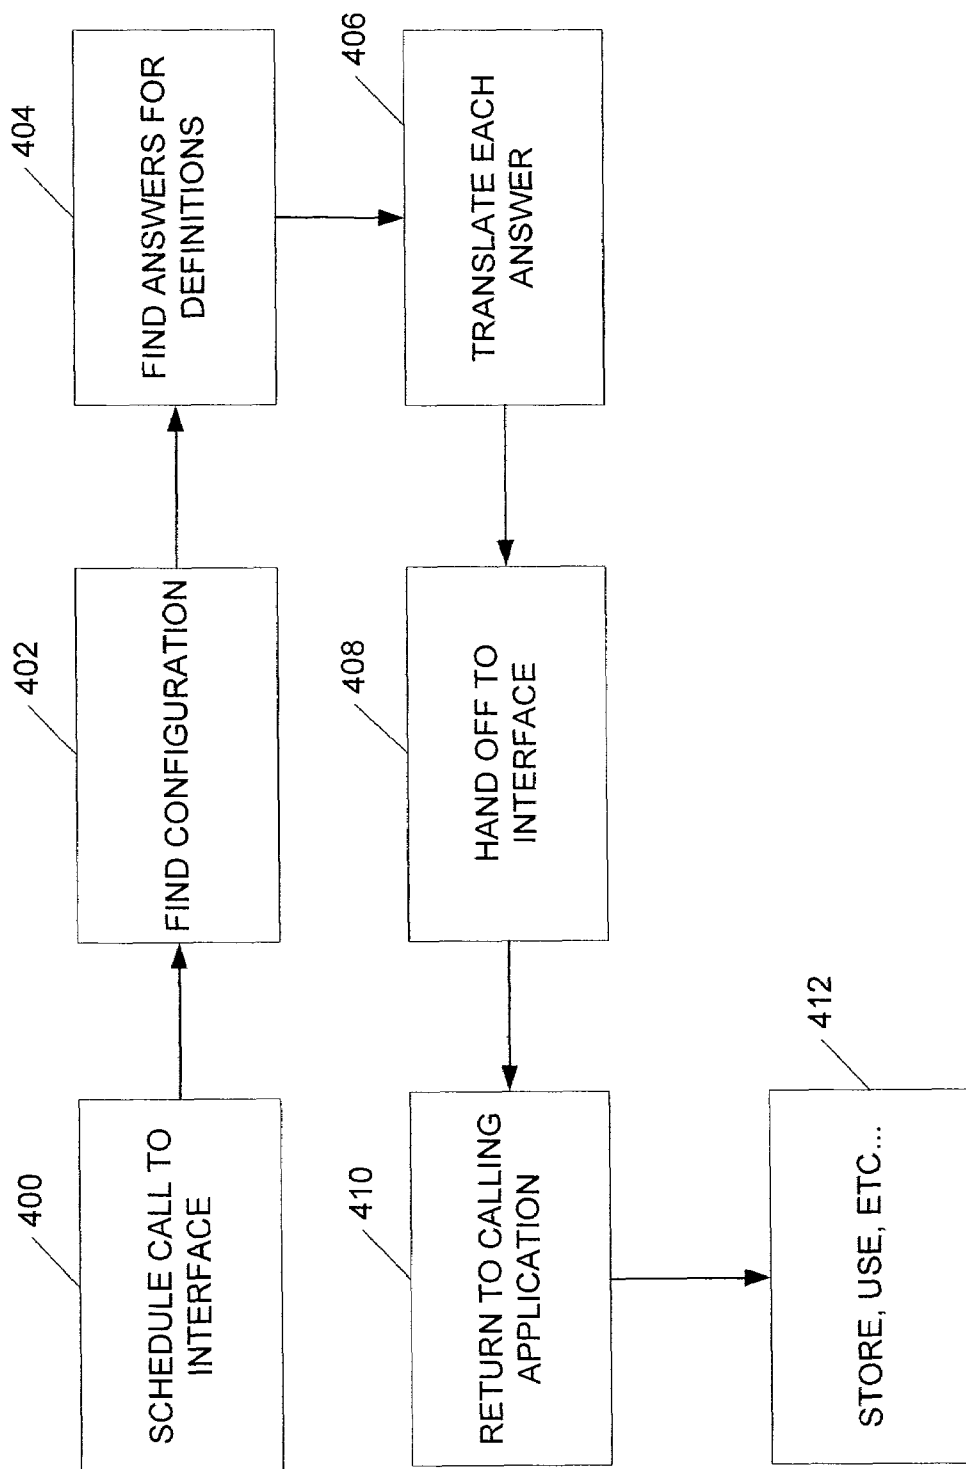 400
SCHEDULE CALL TO
INTERFACE
402
FIND CONFIGURATION
404
FIND ANSWERS FOR
DEFINITIONS
406
TRANSLATE EACH
ANSWER
408
HAND OFF TO
INTERFACE
410
RETURN TO CALLING
APPLICATION
412
STORE, USE, ETC...